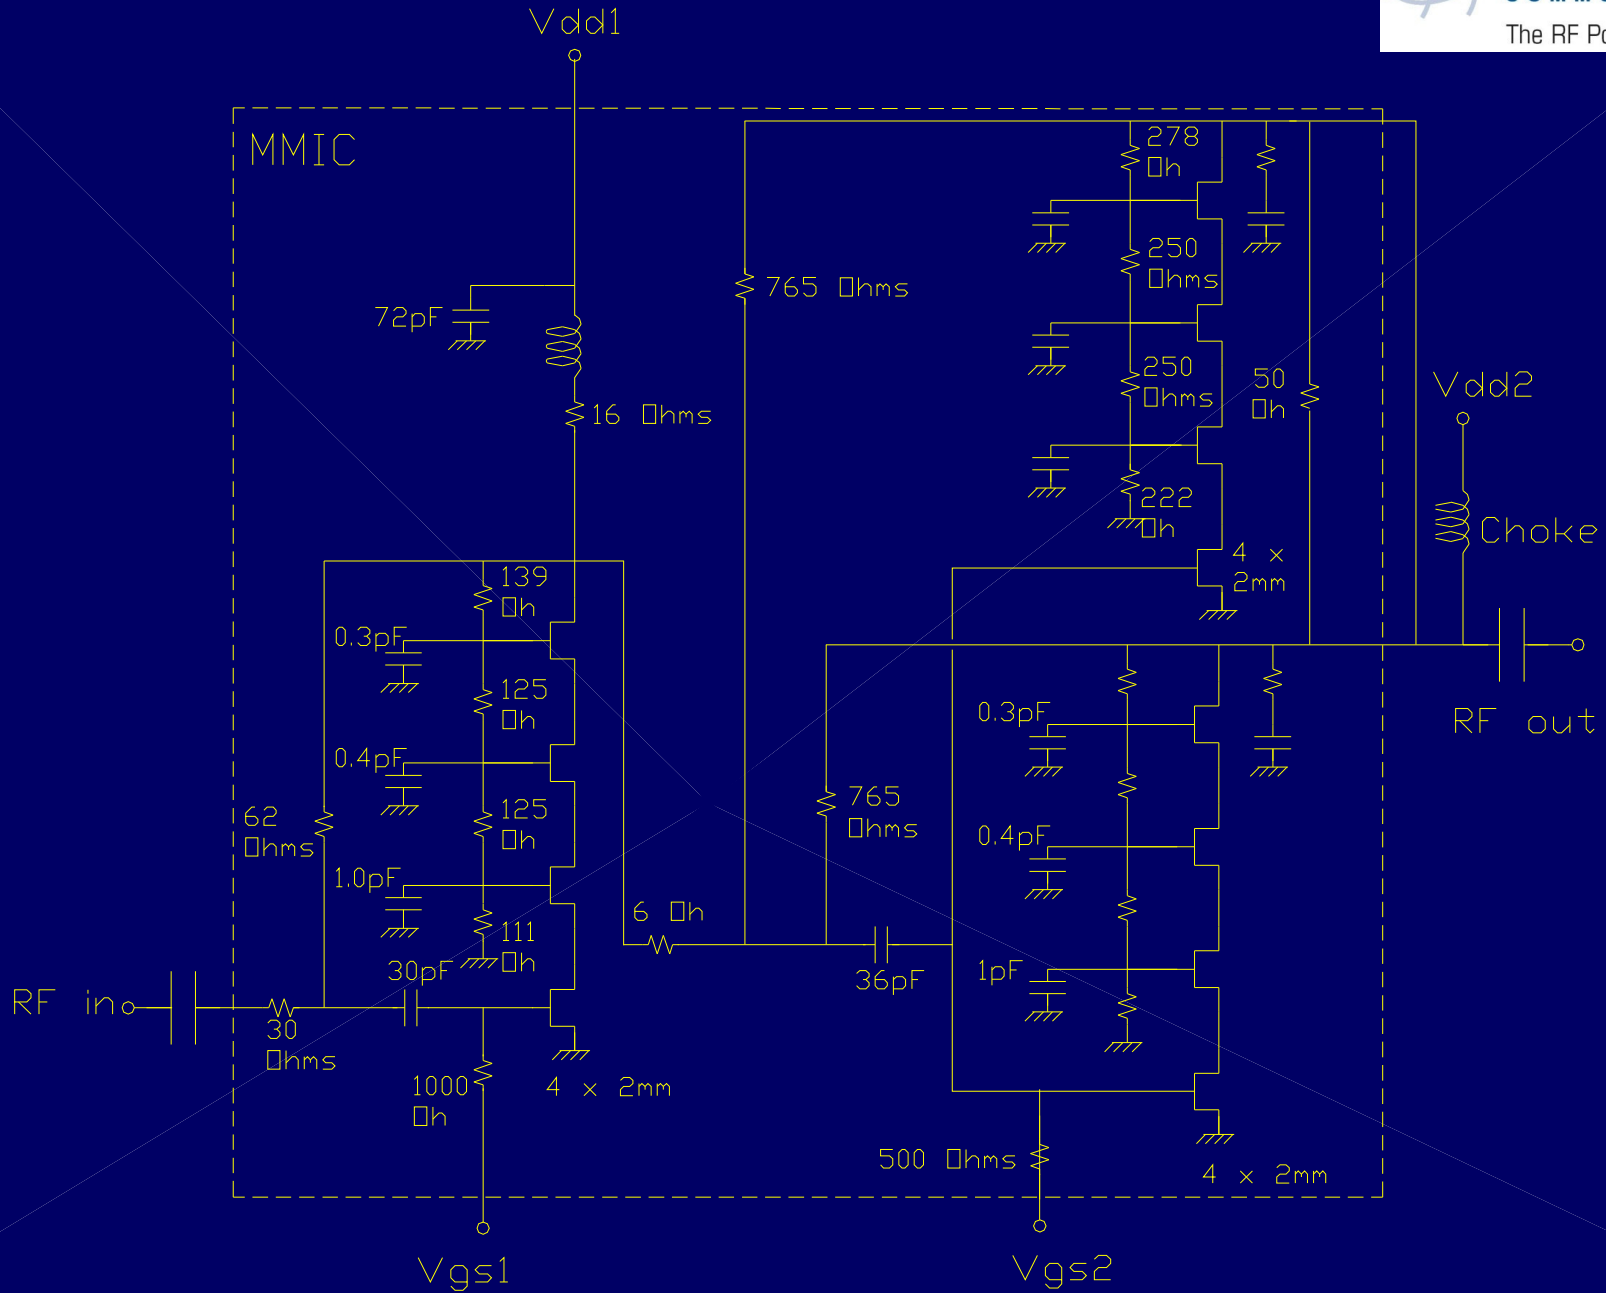 Vdd1
The RF
MMIC
278
Oh
250
Ohms
765 Ohms
72pF
250
Ohms
50
Oh
Vdd2
16 Ohms
222
Oh
Choke
4 x
2mm
139
Oh
0.3pF
125
Oh
0.4pF
RF out
0.3pF
62
Ohms
125
Oh
765
Ohms
0.4pF
1.0pF
6 Oh
111
Oh
30pF
36pF
1pF
RF in
30
Ohms
1000
Oh
4 x 2mm
500 Ohms
4 x 2mm
Vgs1
Vgs2